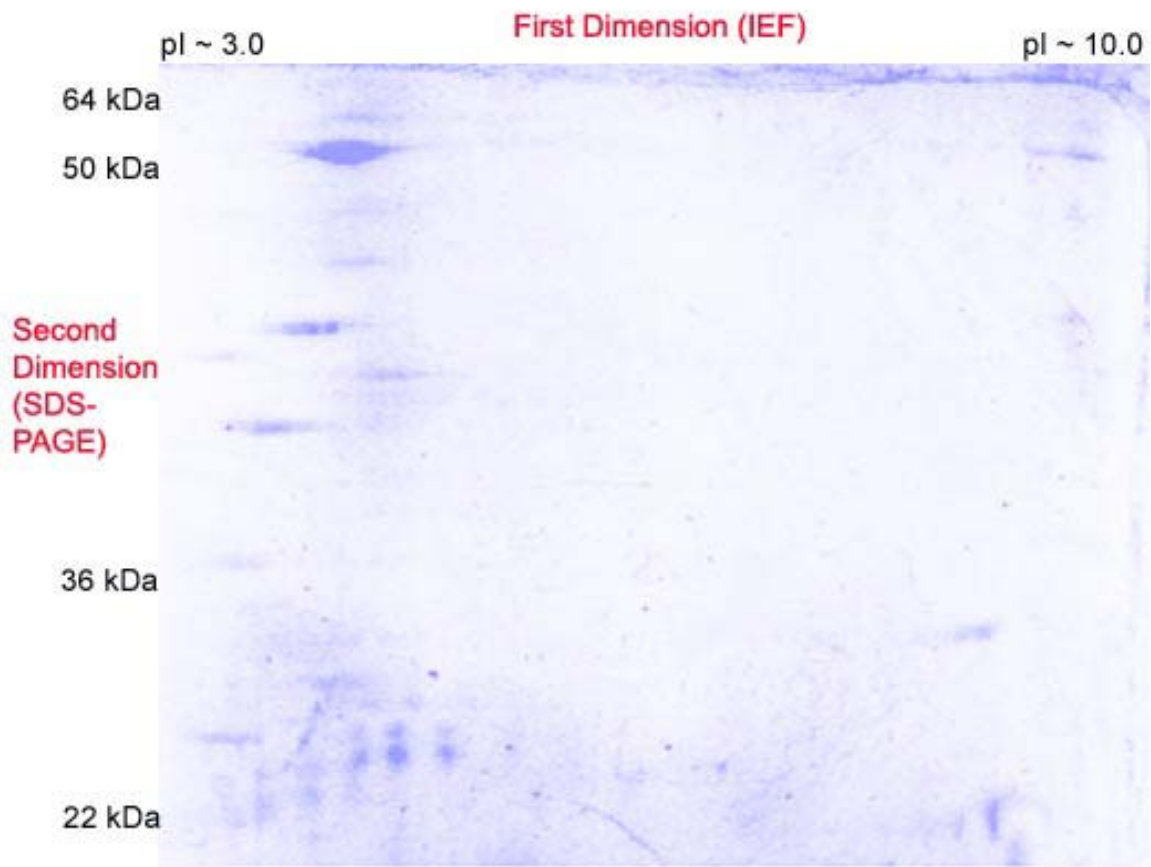 First Dimension (IEF)
pI ~ 3.0
pI ~ 10.0
64 kDa
50 kDa
Second
Dimension
(SDS-
PAGE)
36 kDa
22 kDa